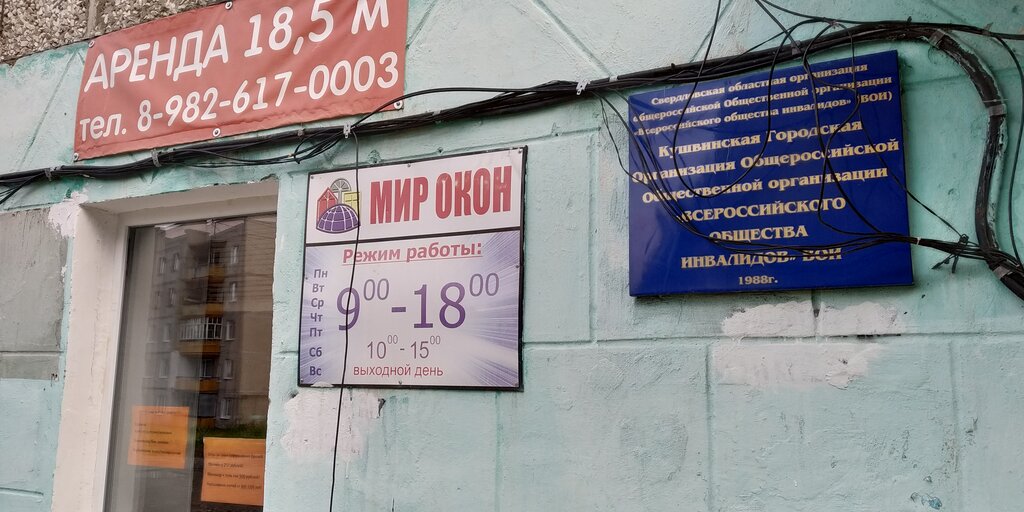 АРЕНДА 18,5 м
тел. 8-982-617-0003
МИР ОКОН
Режим работы:
Пн
Вт
Ср
Чт
Пт
9⁰⁰ - 18⁰⁰
Сб 10⁰⁰ - 15⁰⁰
Вс выходной день
Свердловская областная организация
общероссийской Общественной организации
«Всероссийского общества инвалидов» (ВОИ)
Кушвинская Городская
Организация Общероссийской
Общественной организации
«ВСЕРОССИЙСКОГО
ОБЩЕСТВА
ИНВАЛИДОВ» ВОИ
1988г.